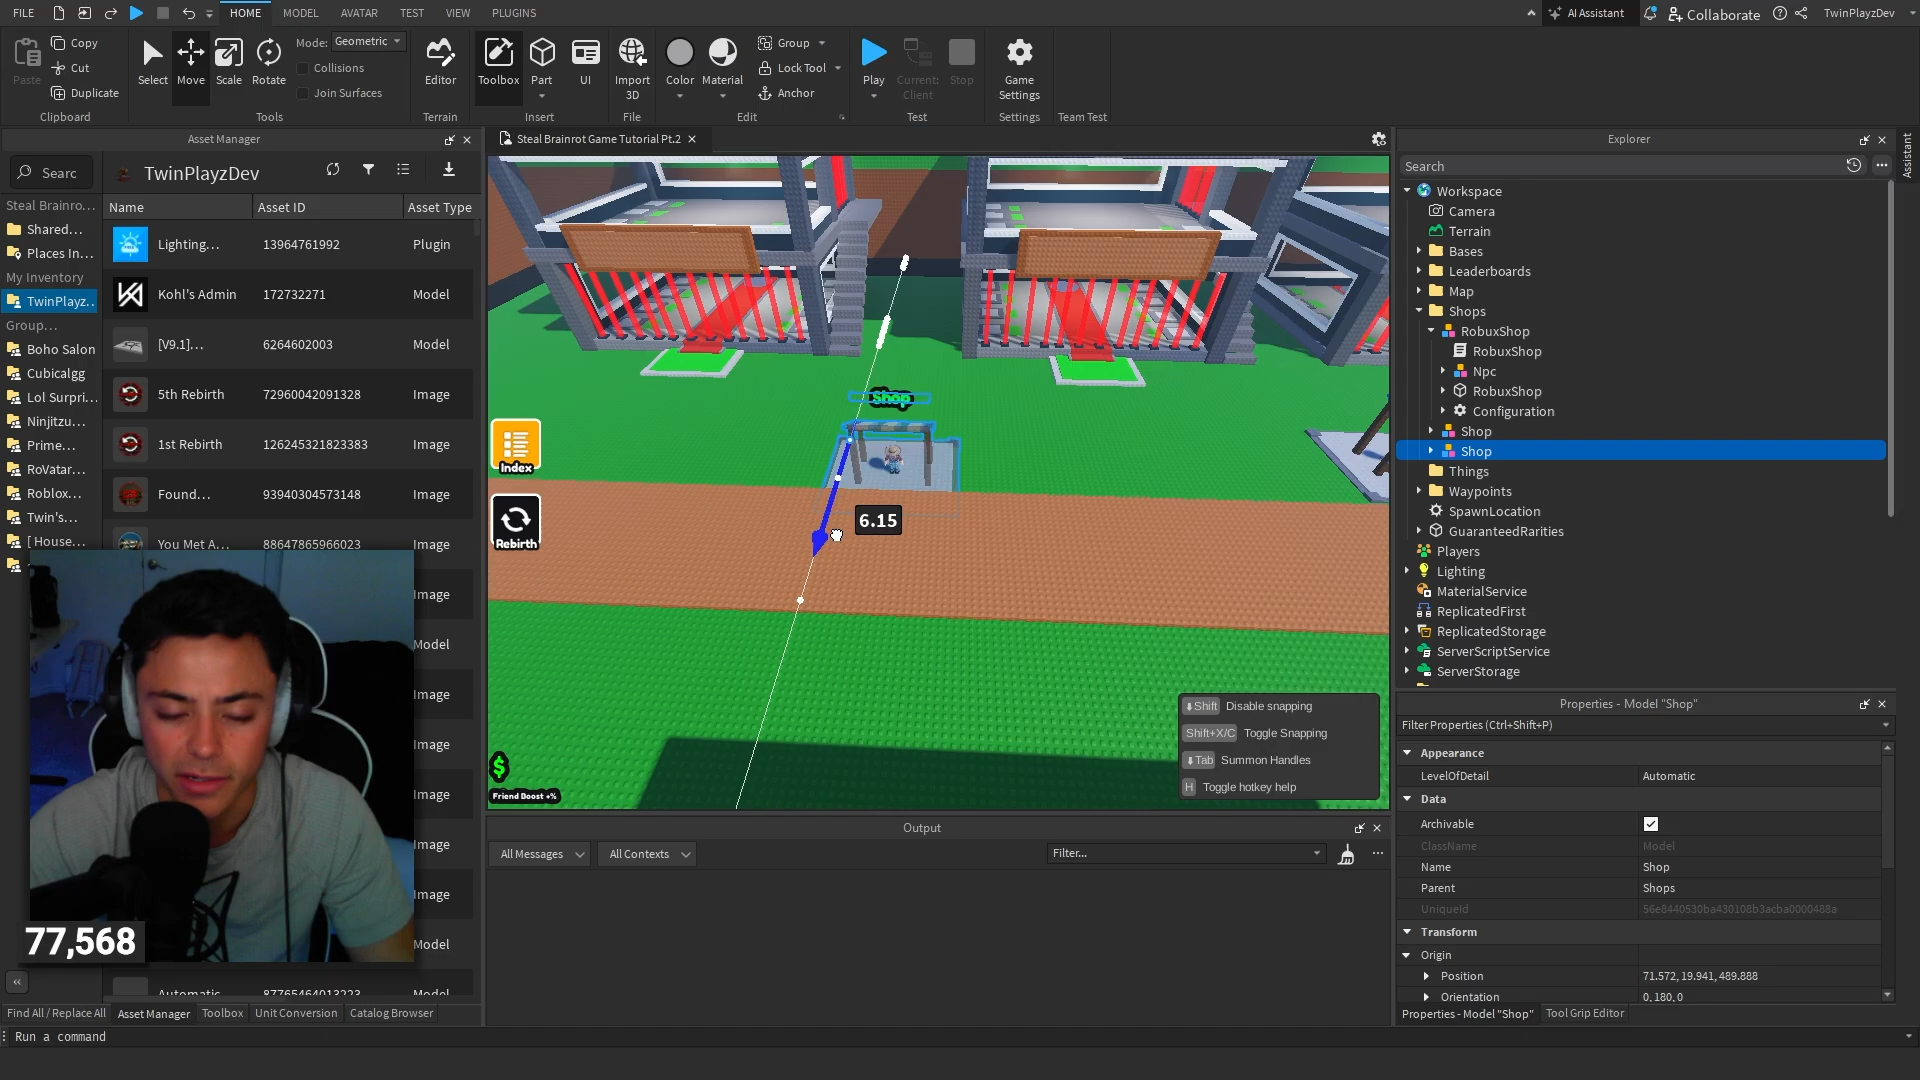 FILE
HOME
MODEL
AVATAR
TEST
VIEW
PLUGINS
AI Assistant
Collaborate
TwinPlayzDev
Paste
Copy
Cut
Duplicate
Clipboard
Select
Move
Scale
Rotate
Mode:
Geometric
Collisions
Join Surfaces
Tools
Editor
Terrain
Toolbox
Part
UI
Insert
Import
3D
File
Color
Material
Group
Lock Tool
Anchor
Edit
Play
Current:
Client
Stop
Test
Game
Settings
Settings
Team Test
Asset Manager
Searc
TwinPlayzDev
Steal Brainro...
Shared...
Places In...
My Inventory
TwinPlayz...
Group...
Boho Salon
Cubicalgg
Lol Surpri...
Ninjitzu...
Prime...
RoVatar...
Roblox...
Twin's...
[ House...
Name
Asset ID
Asset Type
Lighting...
13964761992
Plugin
Kohl's Admin
172732271
Model
[V9.1]...
6264602003
Model
5th Rebirth
72960042091328
Image
1st Rebirth
126245321823383
Image
Found...
93940304573148
Image
You Met A...
88647865966023
Image
Image
Model
Image
Image
Image
Image
Image
Model
Automatic
87765464013223
Model
77,568
Find All / Replace All
Asset Manager
Toolbox
Unit Conversion
Catalog Browser
Run a command
Steal Brainrot Game Tutorial Pt.2
Shop
Index
Rebirth
6.15
$
Friend Boost +%
Shift
Disable snapping
Shift+X/C
Toggle Snapping
Tab
Summon Handles
H
Toggle hotkey help
Output
All Messages
All Contexts
Filter...
Explorer
Assistant
Search
Workspace
Camera
Terrain
Bases
Leaderboards
Map
Shops
RobuxShop
RobuxShop
Npc
RobuxShop
Configuration
Shop
Shop
Things
Waypoints
SpawnLocation
GuaranteedRarities
Players
Lighting
MaterialService
ReplicatedFirst
ReplicatedStorage
ServerScriptService
ServerStorage
Properties - Model "Shop"
Filter Properties (Ctrl+Shift+P)
Appearance
LevelOfDetail
Automatic
Data
Archivable
ClassName
Model
Name
Shop
Parent
Shops
UniqueId
56e8440530ba430108b3acba0000488a
Transform
Origin
Position
71.572, 19.941, 489.888
Orientation
0, 180, 0
Properties - Model "Shop"
Tool Grip Editor